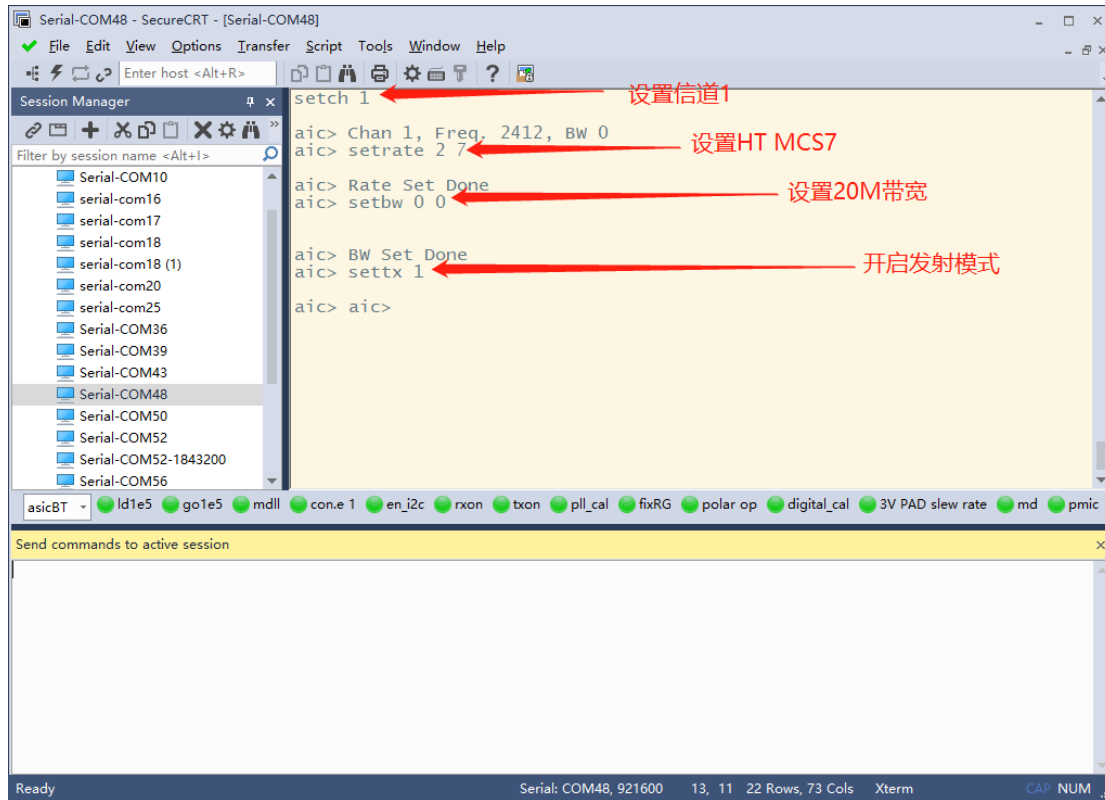 Serial-COM48 - SecureCRT - [Serial-COM48]
File Edit View Options Transfer Script Tools Window Help
Enter host <Alt+R>
Session Manager
Filter by session name <Alt+I>
Serial-COM10
serial-com16
serial-com17
serial-com18
serial-com18 (1)
serial-com20
serial-com25
Serial-COM36
Serial-COM39
Serial-COM43
Serial-COM48
Serial-COM50
Serial-COM52
Serial-COM52-1843200
Serial-COM56
setch 1 设置信道1
aic> Chan 1, Freq. 2412, BW 0
aic> setrate 2 7 设置HT MCS7
aic> Rate Set Done
aic> setbw 0 0 设置20M带宽
aic> BW Set Done
aic> settx 1 开启发射模式
aic> aic>
asicBT ld1e5 go1e5 mdll con.e 1 en_i2c rxon txon pll_cal fixRG polar op digital_cal 3V PAD slew rate md pmic
Send commands to active session
Ready Serial: COM48, 921600 13, 11 22 Rows, 73 Cols Xterm CAP NUM